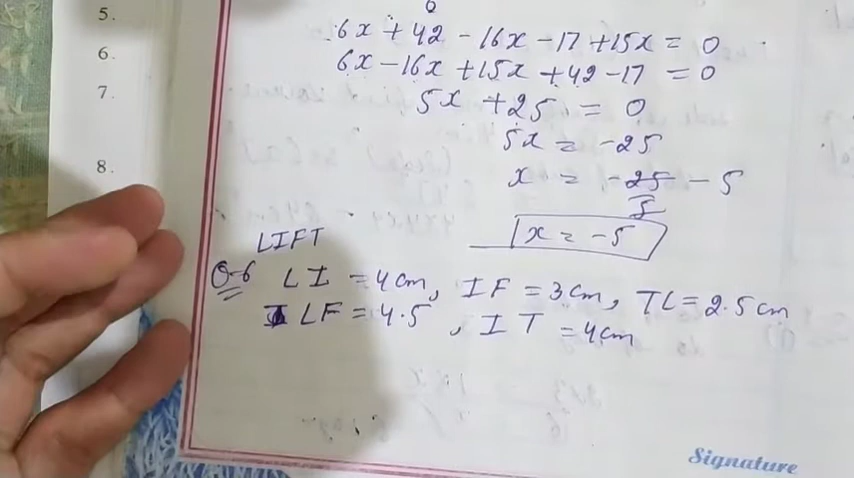 5.
6.
7.
8.
0
6x + 42 - 16x - 17 + 15x = 0
6x - 16x + 15x + 42 - 17 = 0
5x + 25 = 0
5x = -25
x = -25/5 - 5
x = -5
LIFT
Q-6 LI = 4cm, IF = 3cm, TL = 2.5cm
LF = 4.5, IT = 4cm
Signature